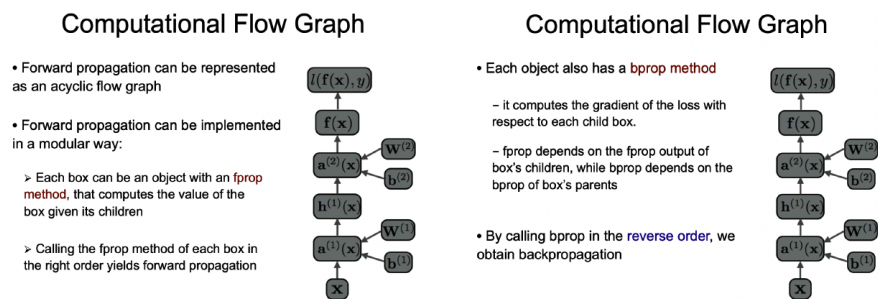 Computational Flow Graph
• Forward propagation can be represented
as an acyclic flow graph
• Forward propagation can be implemented
in a modular way:
➢ Each box can be an object with an fprop
method, that computes the value of the
box given its children
➢ Calling the fprop method of each box in
the right order yields forward propagation
l(f(x), y)
f(x)
W⁽²⁾
a⁽²⁾(x)
b⁽²⁾
h⁽¹⁾(x)
W⁽¹⁾
a⁽¹⁾(x)
b⁽¹⁾
x
Computational Flow Graph
• Each object also has a bprop method
– it computes the gradient of the loss with
respect to each child box.
– fprop depends on the fprop output of
box's children, while bprop depends on the
bprop of box's parents
• By calling bprop in the reverse order, we
obtain backpropagation
l(f(x), y)
f(x)
W⁽²⁾
a⁽²⁾(x)
b⁽²⁾
h⁽¹⁾(x)
W⁽¹⁾
a⁽¹⁾(x)
b⁽¹⁾
x